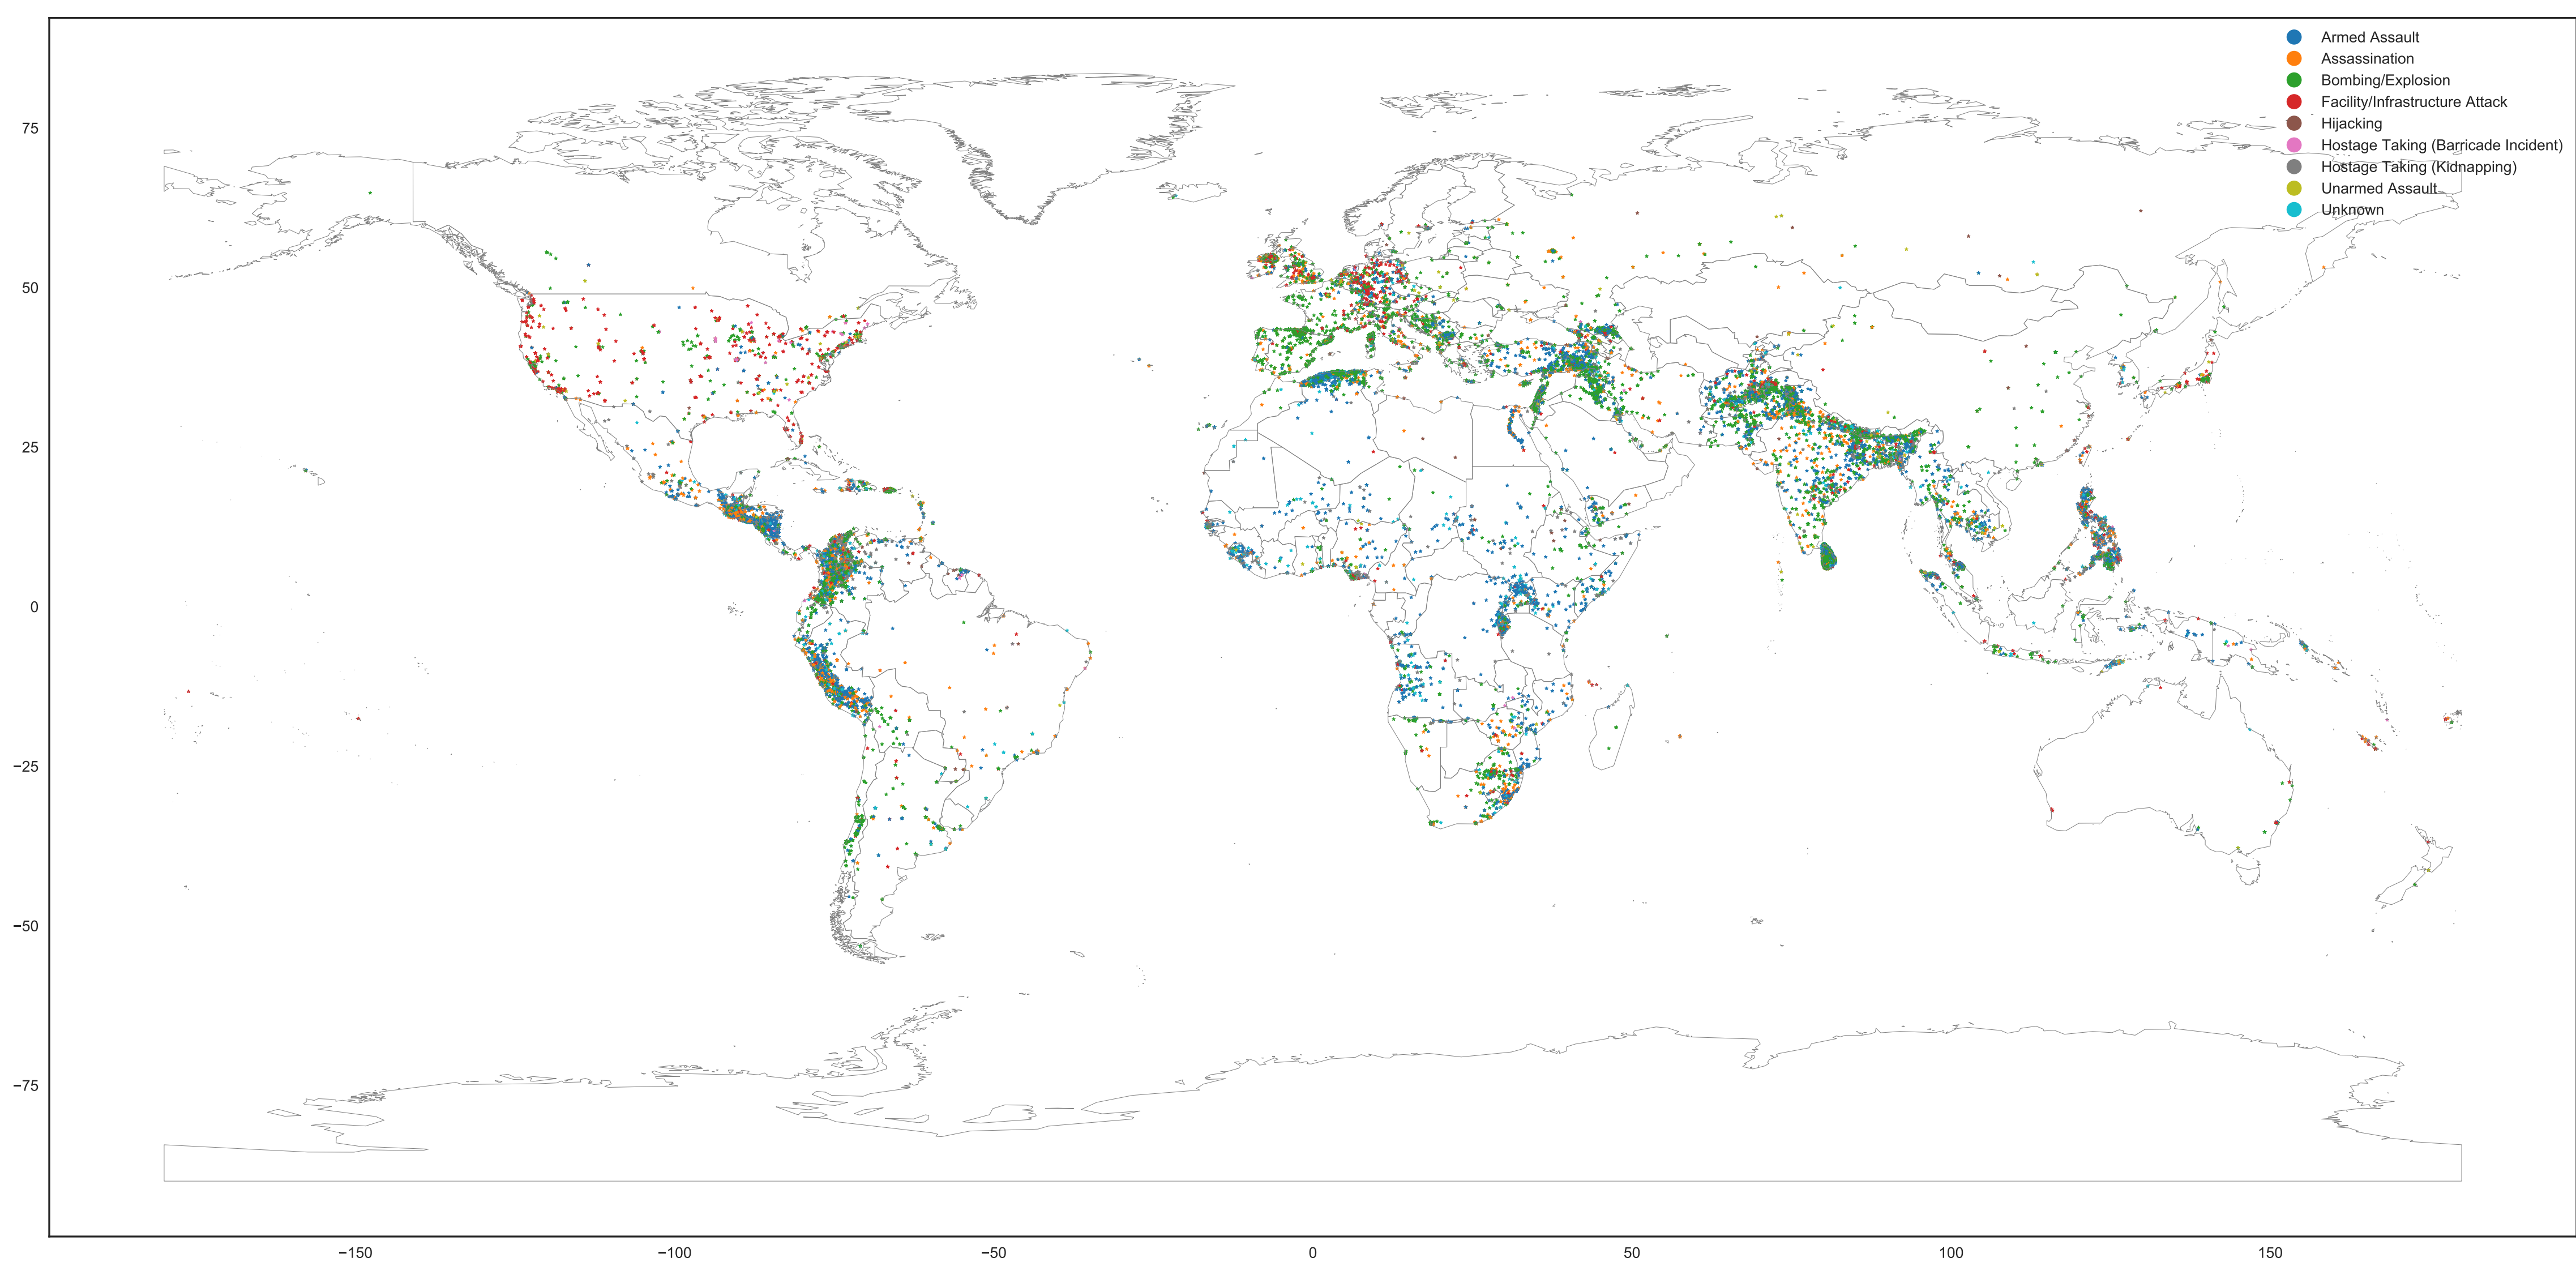 Armed Assault
Assassination
Bombing/Explosion
Facility/Infrastructure Attack
Hijacking
Hostage Taking (Barricade Incident)
Hostage Taking (Kidnapping)
Unarmed Assault
Unknown
75
50
25
0
−25
−50
−75
−150 −100 −50 0 50 100 150